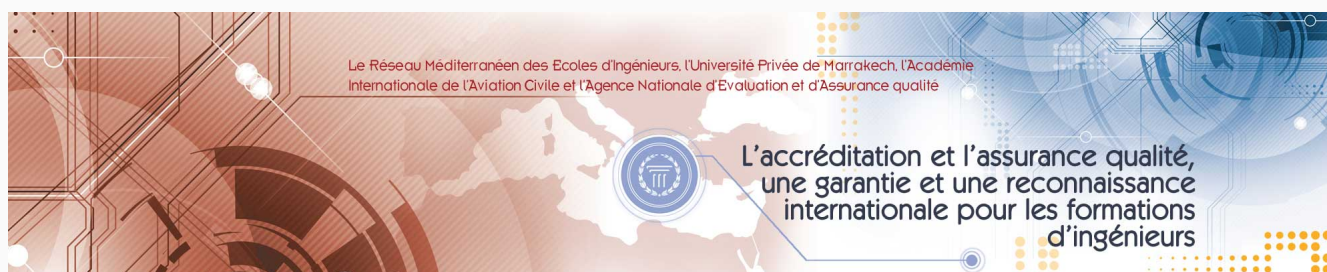 Le Réseau Méditerranéen des Ecoles d'Ingénieurs, l'Université Privée de Marrakech, l'Académie
Internationale de l'Aviation Civile et l'Agence Nationale d'Evaluation et d'Assurance qualité
L'accréditation et l'assurance qualité,
une garantie et une reconnaissance
internationale pour les formations
d'ingénieurs